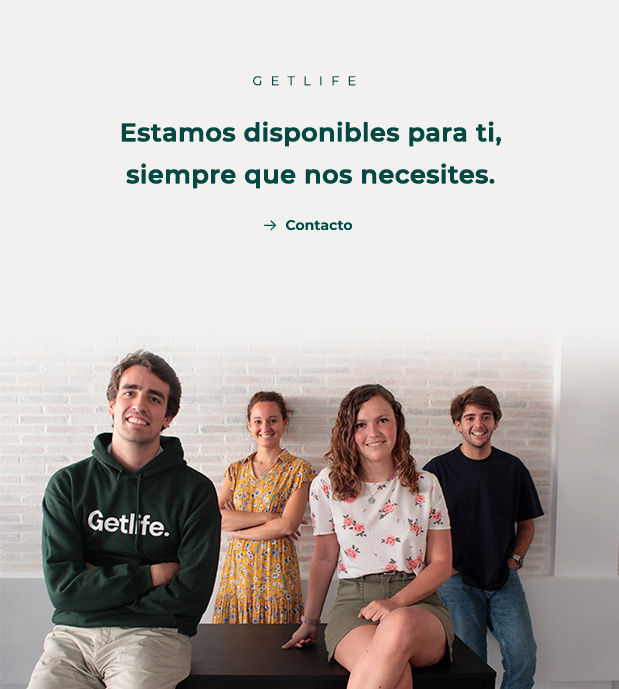 GETLIFE
Estamos disponibles para ti,
siempre que nos necesites.
→ Contacto
Getlife.